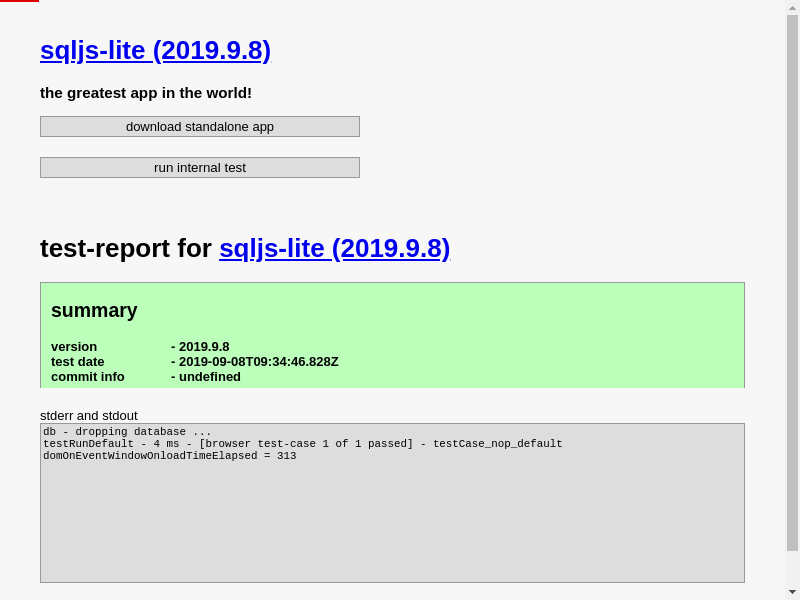 sqljs-lite (2019.9.8)
the greatest app in the world!
download standalone app
run internal test
test-report for sqljs-lite (2019.9.8)
summary
version - 2019.9.8
test date - 2019-09-08T09:34:46.828Z
commit info - undefined
stderr and stdout
db - dropping database ...
testRunDefault - 4 ms - [browser test-case 1 of 1 passed] - testCase_nop_default
domOnEventWindowOnloadTimeElapsed = 313